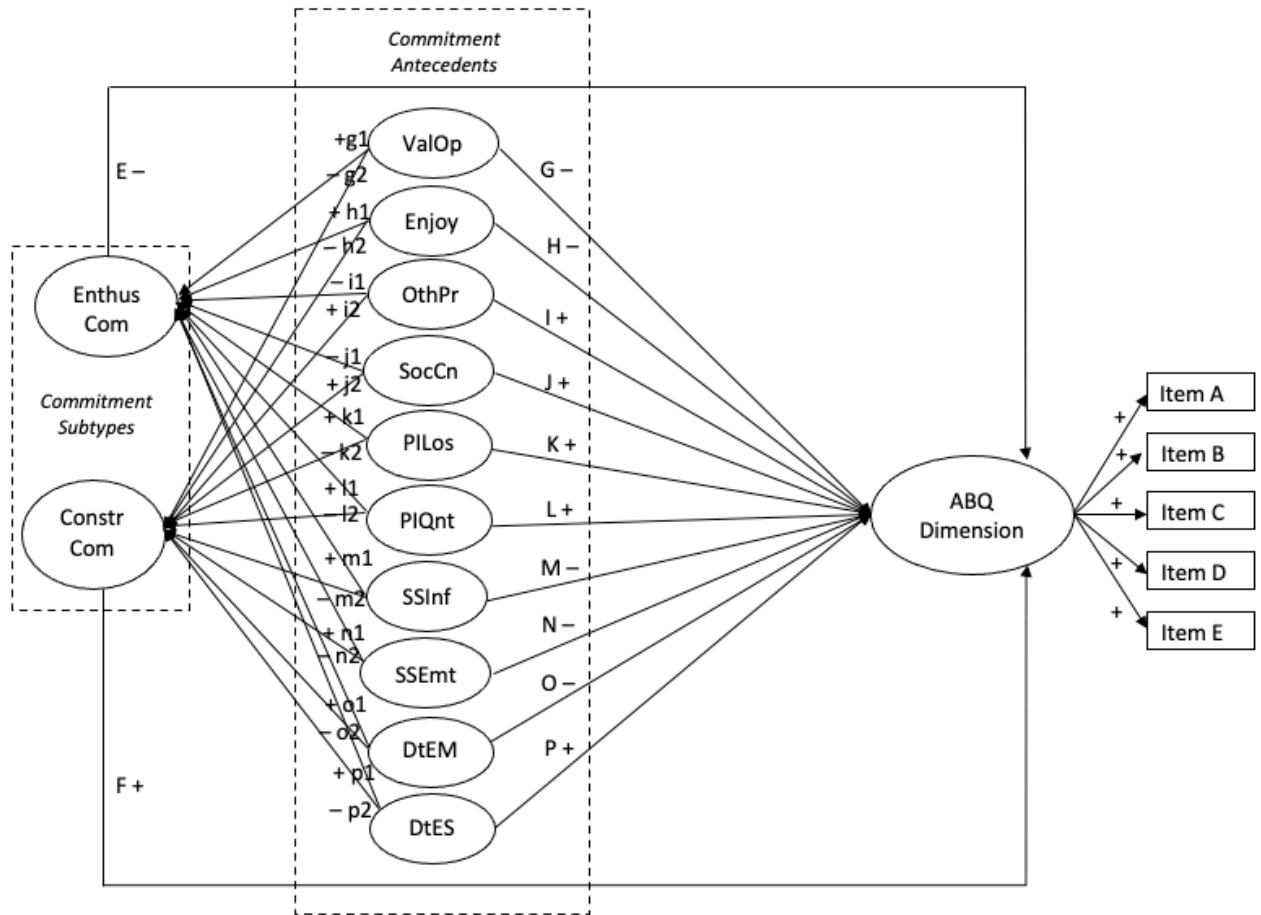 Commitment
Antecedents
E –
+g1
– g2
ValOp
G –
+ h1
– h2
Enjoy
H –
– i1
+ i2
OthPr
I +
– j1
+ j2
SocCn
J +
+ k1
– k2
PILos
K +
+ l1
– l2
PIQnt
L +
+ m1
– m2
SSInf
M –
+ n1
– n2
SSEmt
N –
+ o1
– o2
DtEM
O –
+ p1
– p2
DtES
P +
Enthus
Com
Commitment
Subtypes
Constr
Com
F +
ABQ
Dimension
+
Item A
+
Item B
+
Item C
+
Item D
+
Item E